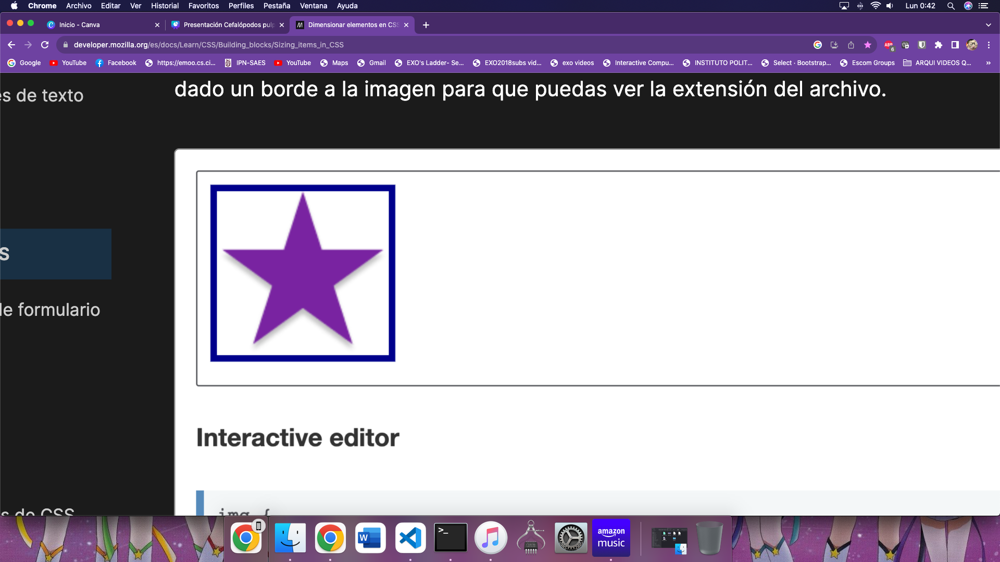 Chrome Archivo Editar Ver Historial Favoritos Perfiles Pestaña Ventana Ayuda Lun 0:42
Inicio - Canva Presentación Cefalópodos pulp Dimensionar elementos en CSS
developer.mozilla.org/es/docs/Learn/CSS/Building_blocks/Sizing_items_in_CSS ABP 6
Google YouTube Facebook https://emoo.cs.ci... IPN-SAES YouTube Maps Gmail EXO's Ladder- Se... EXO2018subs vid... exo videos Interactive Compu... INSTITUTO POLIT... Select · Bootstrap... Escom Groups ARQUI VIDEOS Q... »
es de texto
dado un borde a la imagen para que puedas ver la extensión del archivo.
s
de formulario
Interactive editor
img {
s de CSS
W >_ amazon
music